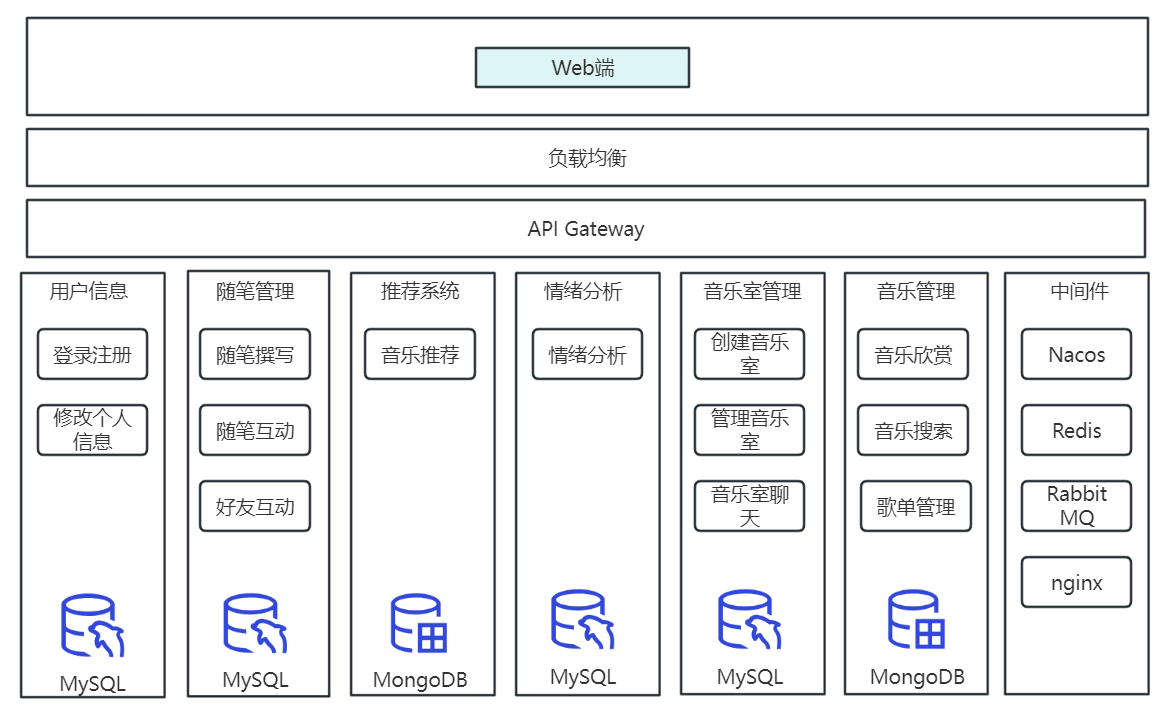 Web端
负载均衡
API Gateway
用户信息
登录注册
修改个人
信息
MySQL
随笔管理
随笔撰写
随笔互动
好友互动
MySQL
推荐系统
音乐推荐
MongoDB
情绪分析
情绪分析
MySQL
音乐室管理
创建音乐
室
管理音乐
室
音乐室聊
天
MySQL
音乐管理
音乐欣赏
音乐搜索
歌单管理
MongoDB
中间件
Nacos
Redis
Rabbit
MQ
nginx